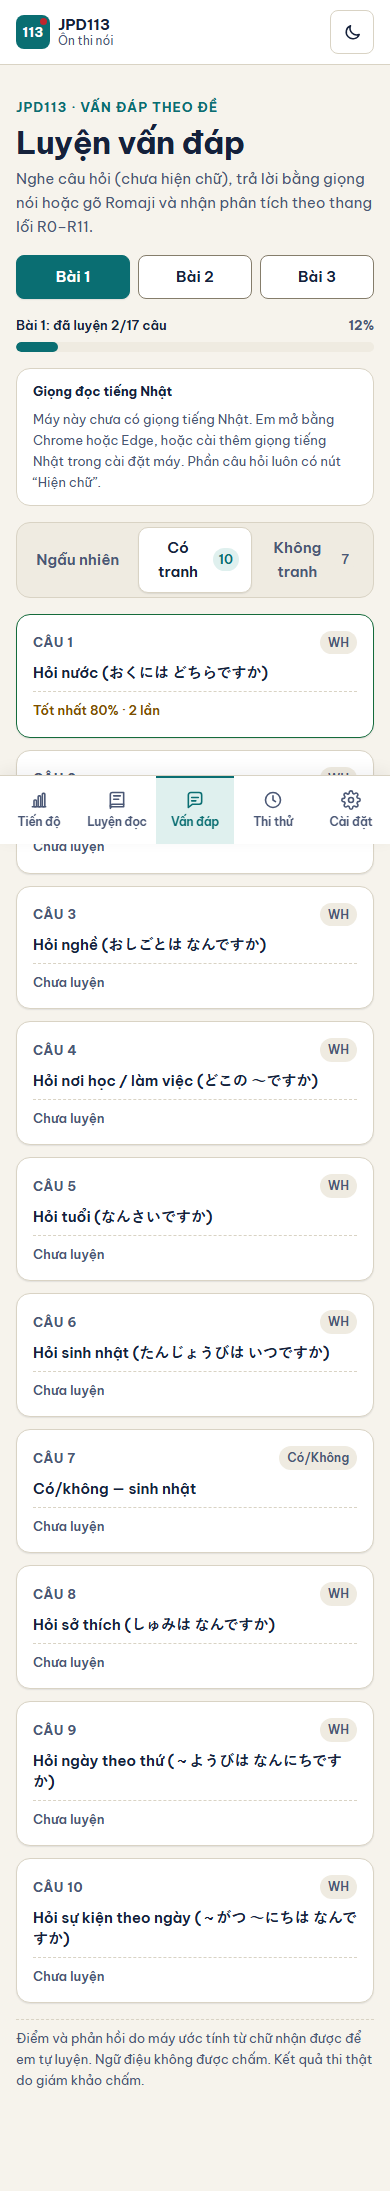 113
JPD113
Ôn thi nói
JPD113 · VẤN ĐÁP THEO ĐỀ
Luyện vấn đáp
Nghe câu hỏi (chưa hiện chữ), trả lời bằng giọng
nói hoặc gõ Romaji và nhận phân tích theo thang
lỗi R0–R11.
Bài 1
Bài 2
Bài 3
Bài 1: đã luyện 2/17 câu
12%
Giọng đọc tiếng Nhật
Máy này chưa có giọng tiếng Nhật. Em mở bằng
Chrome hoặc Edge, hoặc cài thêm giọng tiếng
Nhật trong cài đặt máy. Phần câu hỏi luôn có nút
“Hiện chữ”.
Ngẫu nhiên
Có tranh
10
Không tranh
7
CÂU 1
WH
Hỏi nước (おくには どちらですか)
Tốt nhất 80% · 2 lần
Tiến độ
Luyện đọc
Vấn đáp
Thi thử
Cài đặt
Chưa luyện
CÂU 3
WH
Hỏi nghề (おしごとは なんですか)
Chưa luyện
CÂU 4
WH
Hỏi nơi học / làm việc (どこの 〜ですか)
Chưa luyện
CÂU 5
WH
Hỏi tuổi (なんさいですか)
Chưa luyện
CÂU 6
WH
Hỏi sinh nhật (たんじょうびは いつですか)
Chưa luyện
CÂU 7
Có/Không
Có/không — sinh nhật
Chưa luyện
CÂU 8
WH
Hỏi sở thích (しゅみは なんですか)
Chưa luyện
CÂU 9
WH
Hỏi ngày theo thứ (～ようびは なんにちです
か)
Chưa luyện
CÂU 10
WH
Hỏi sự kiện theo ngày (～がつ 〜にちは なんで
すか)
Chưa luyện
Điểm và phản hồi do máy ước tính từ chữ nhận được để
em tự luyện. Ngữ điệu không được chấm. Kết quả thi thật
do giám khảo chấm.